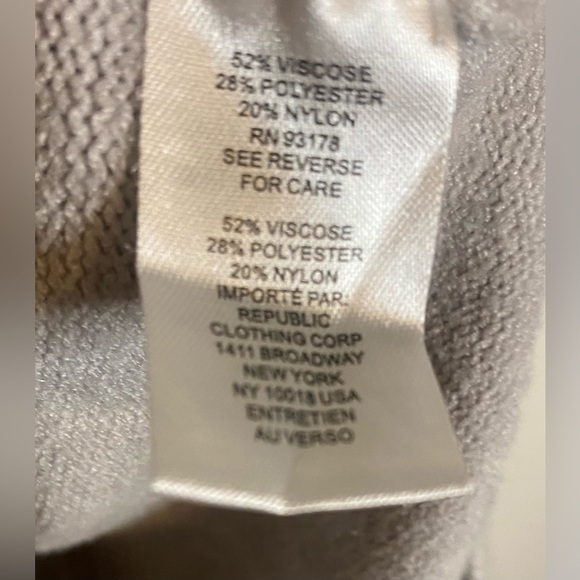 52% VISCOSE
28% POLYESTER
20% NYLON
RN 93178
SEE REVERSE
FOR CARE
52% VISCOSE
28% POLYESTER
20% NYLON
IMPORTÉ PAR:
REPUBLIC
CLOTHING CORP
1411 BROADWAY
NEW YORK
NY 10018 USA
ENTRETIEN
AU VERSO